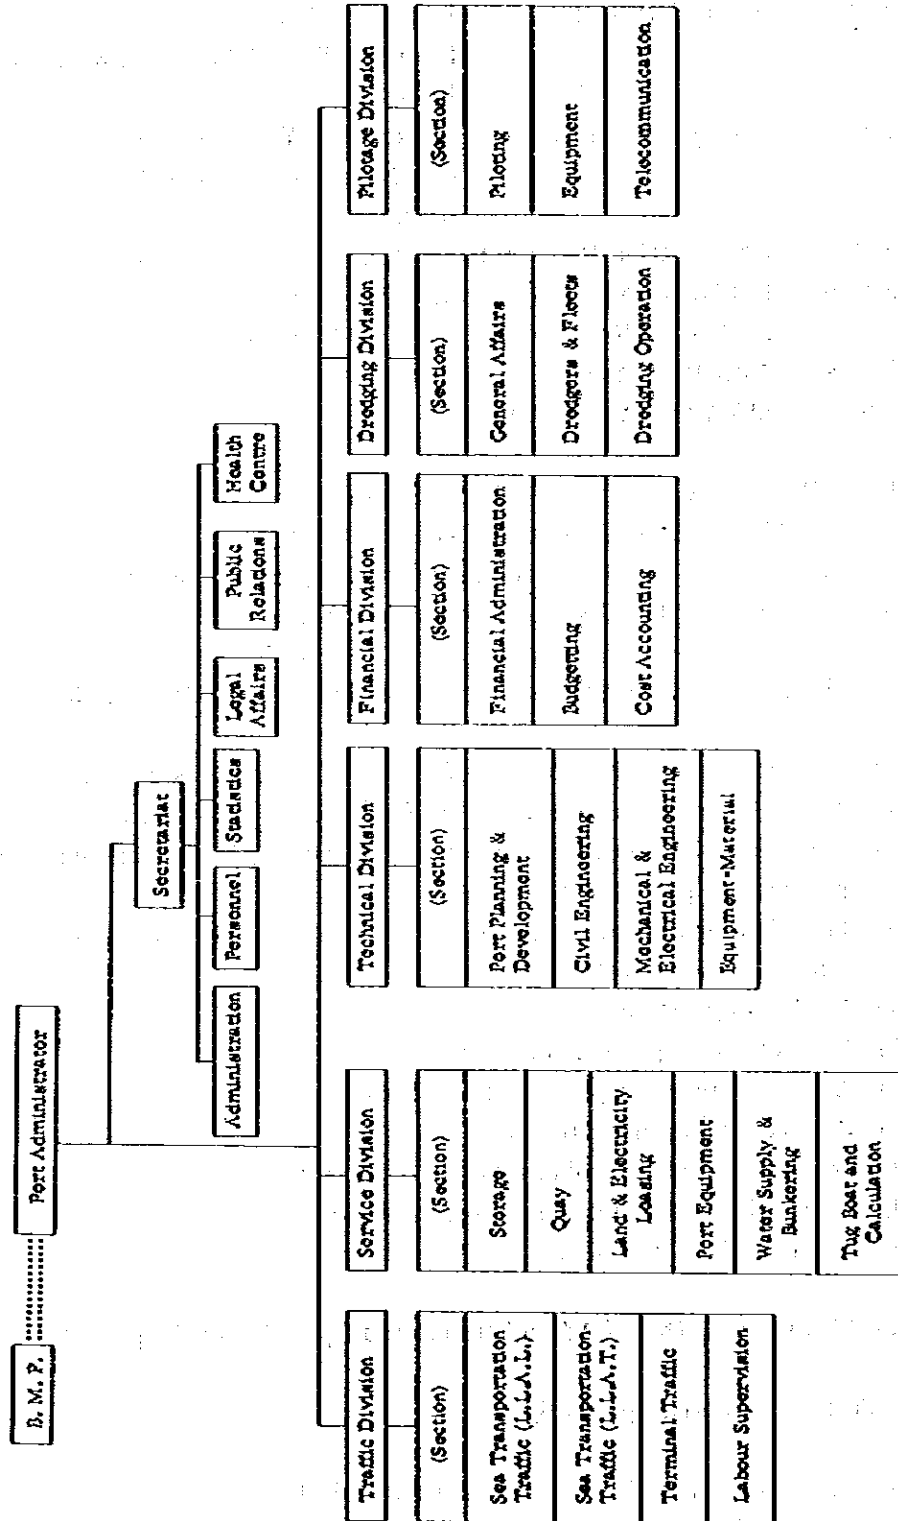 B. M. P.
Port Administrator
Secretariat
Administration
Personnel
Statistics
Legal
Affairs
Public
Relations
Health
Centre
Traffic Division
(Section)
Sea Transportation
Traffic (L.L.A.L.)
Sea Transportation-
Traffic (L.L.A.T.)
Terminal Traffic
Labour Supervision
Service Division
(Section)
Storage
Quay
Land & Electricity
Leasing
Port Equipment
Water Supply &
Bunkering
Tug Boat and
Calculation
Technical Division
(Section)
Port Planning &
Development
Civil Engineering
Mechanical &
Electrical Engineering
Equipment-Material
Financial Division
(Section)
Financial Administration
Budgetting
Cost Accounting
Dredging Division
(Section)
General Affairs
Dredgers & Fleets
Dredging Operation
Pilotage Division
(Section)
Piloting
Equipment
Telecommunication